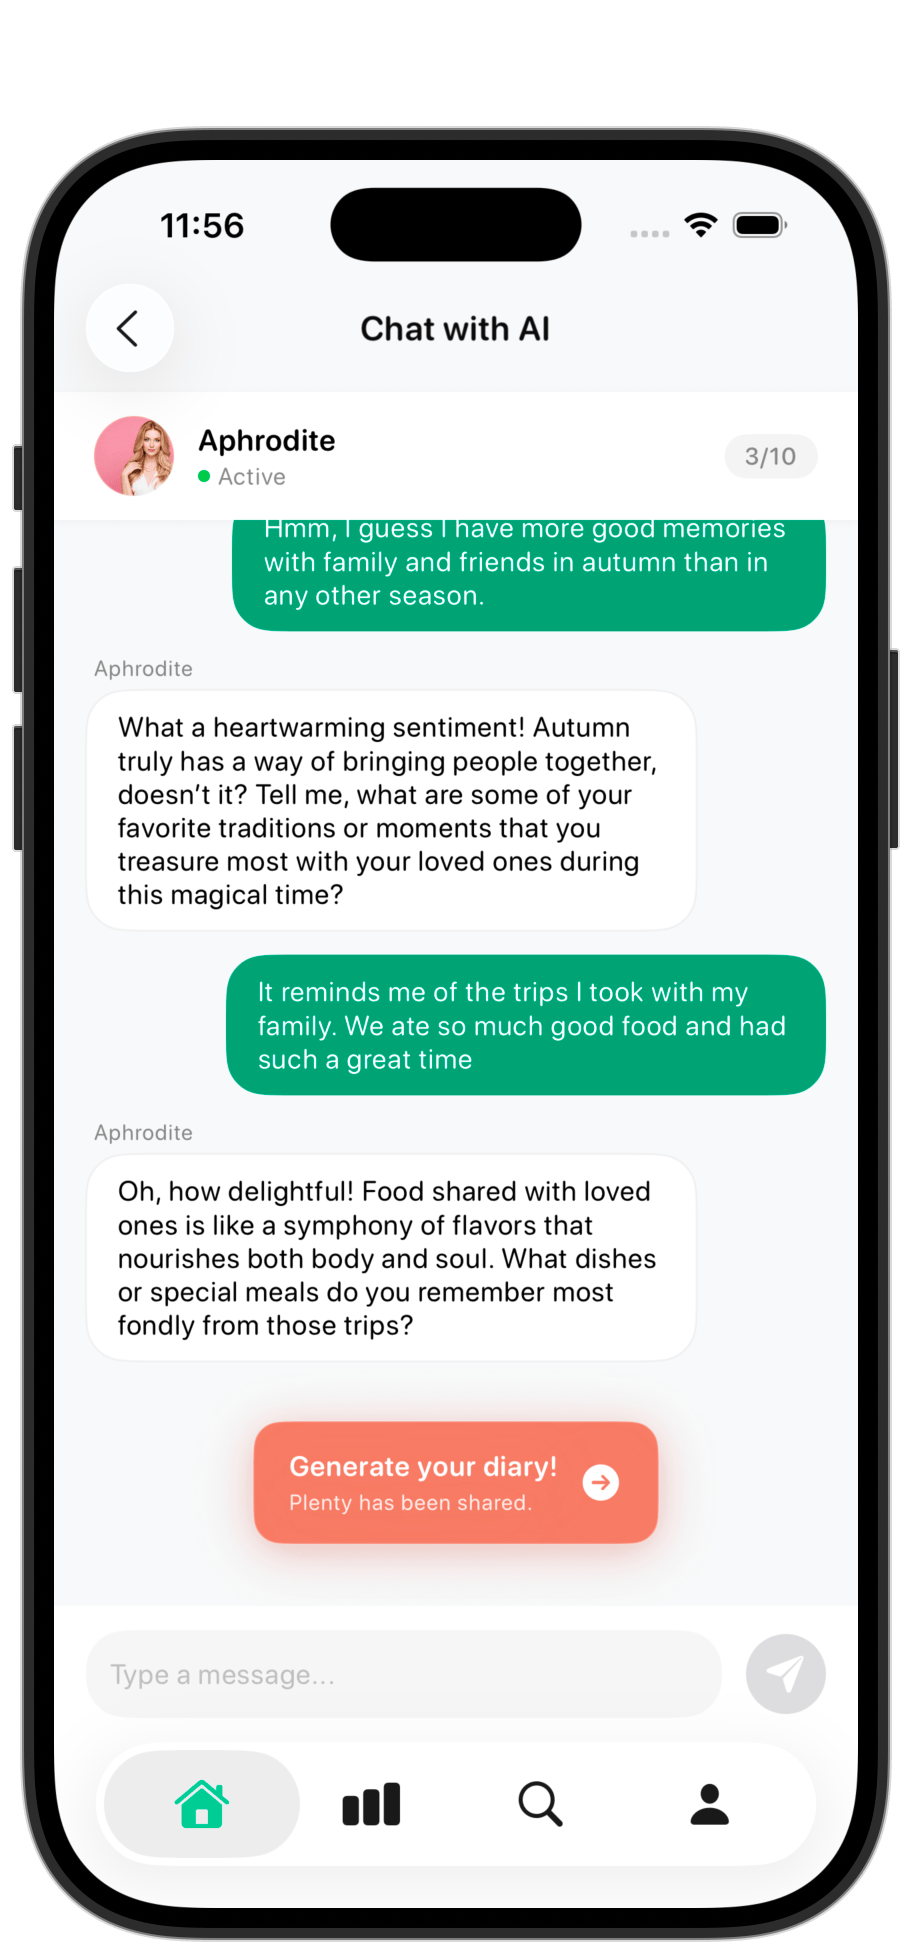 11:56
Chat with AI
Aphrodite
Active
3/10
Hmm, I guess I have more good memories
with family and friends in autumn than in
any other season.
Aphrodite
What a heartwarming sentiment! Autumn
truly has a way of bringing people together,
doesn’t it? Tell me, what are some of your
favorite traditions or moments that you
treasure most with your loved ones during
this magical time?
It reminds me of the trips I took with my
family. We ate so much good food and had
such a great time
Aphrodite
Oh, how delightful! Food shared with loved
ones is like a symphony of flavors that
nourishes both body and soul. What dishes
or special meals do you remember most
fondly from those trips?
Generate your diary!
Plenty has been shared.
Type a message...